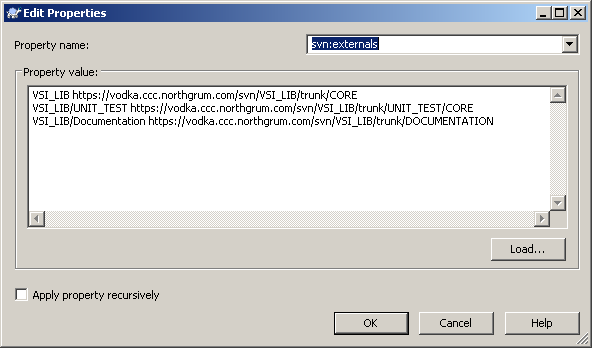 Edit Properties
Property name:
svn:externals
Property value:
VSI_LIB https://vodka.ccc.northgrum.com/svn/VSI_LIB/trunk/CORE
VSI_LIB/UNIT_TEST https://vodka.ccc.northgrum.com/svn/VSI_LIB/trunk/UNIT_TEST/CORE
VSI_LIB/Documentation https://vodka.ccc.northgrum.com/svn/VSI_LIB/trunk/DOCUMENTATION
Load...
Apply property recursively
OK
Cancel
Help